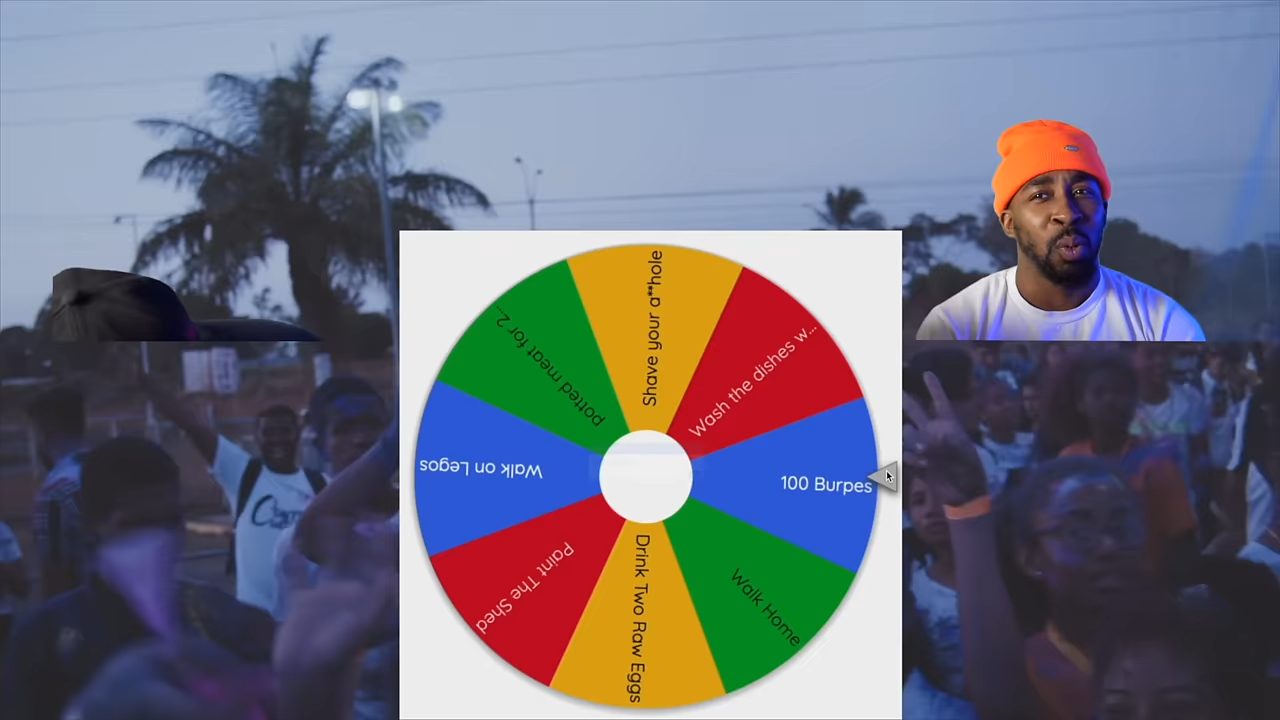 Shave your a**hole
Wash the dishes w...
100 Burpes
Walk Home
Drink Two Raw Eggs
Paint The Shed
Walk on Legos
potted meat for 2...